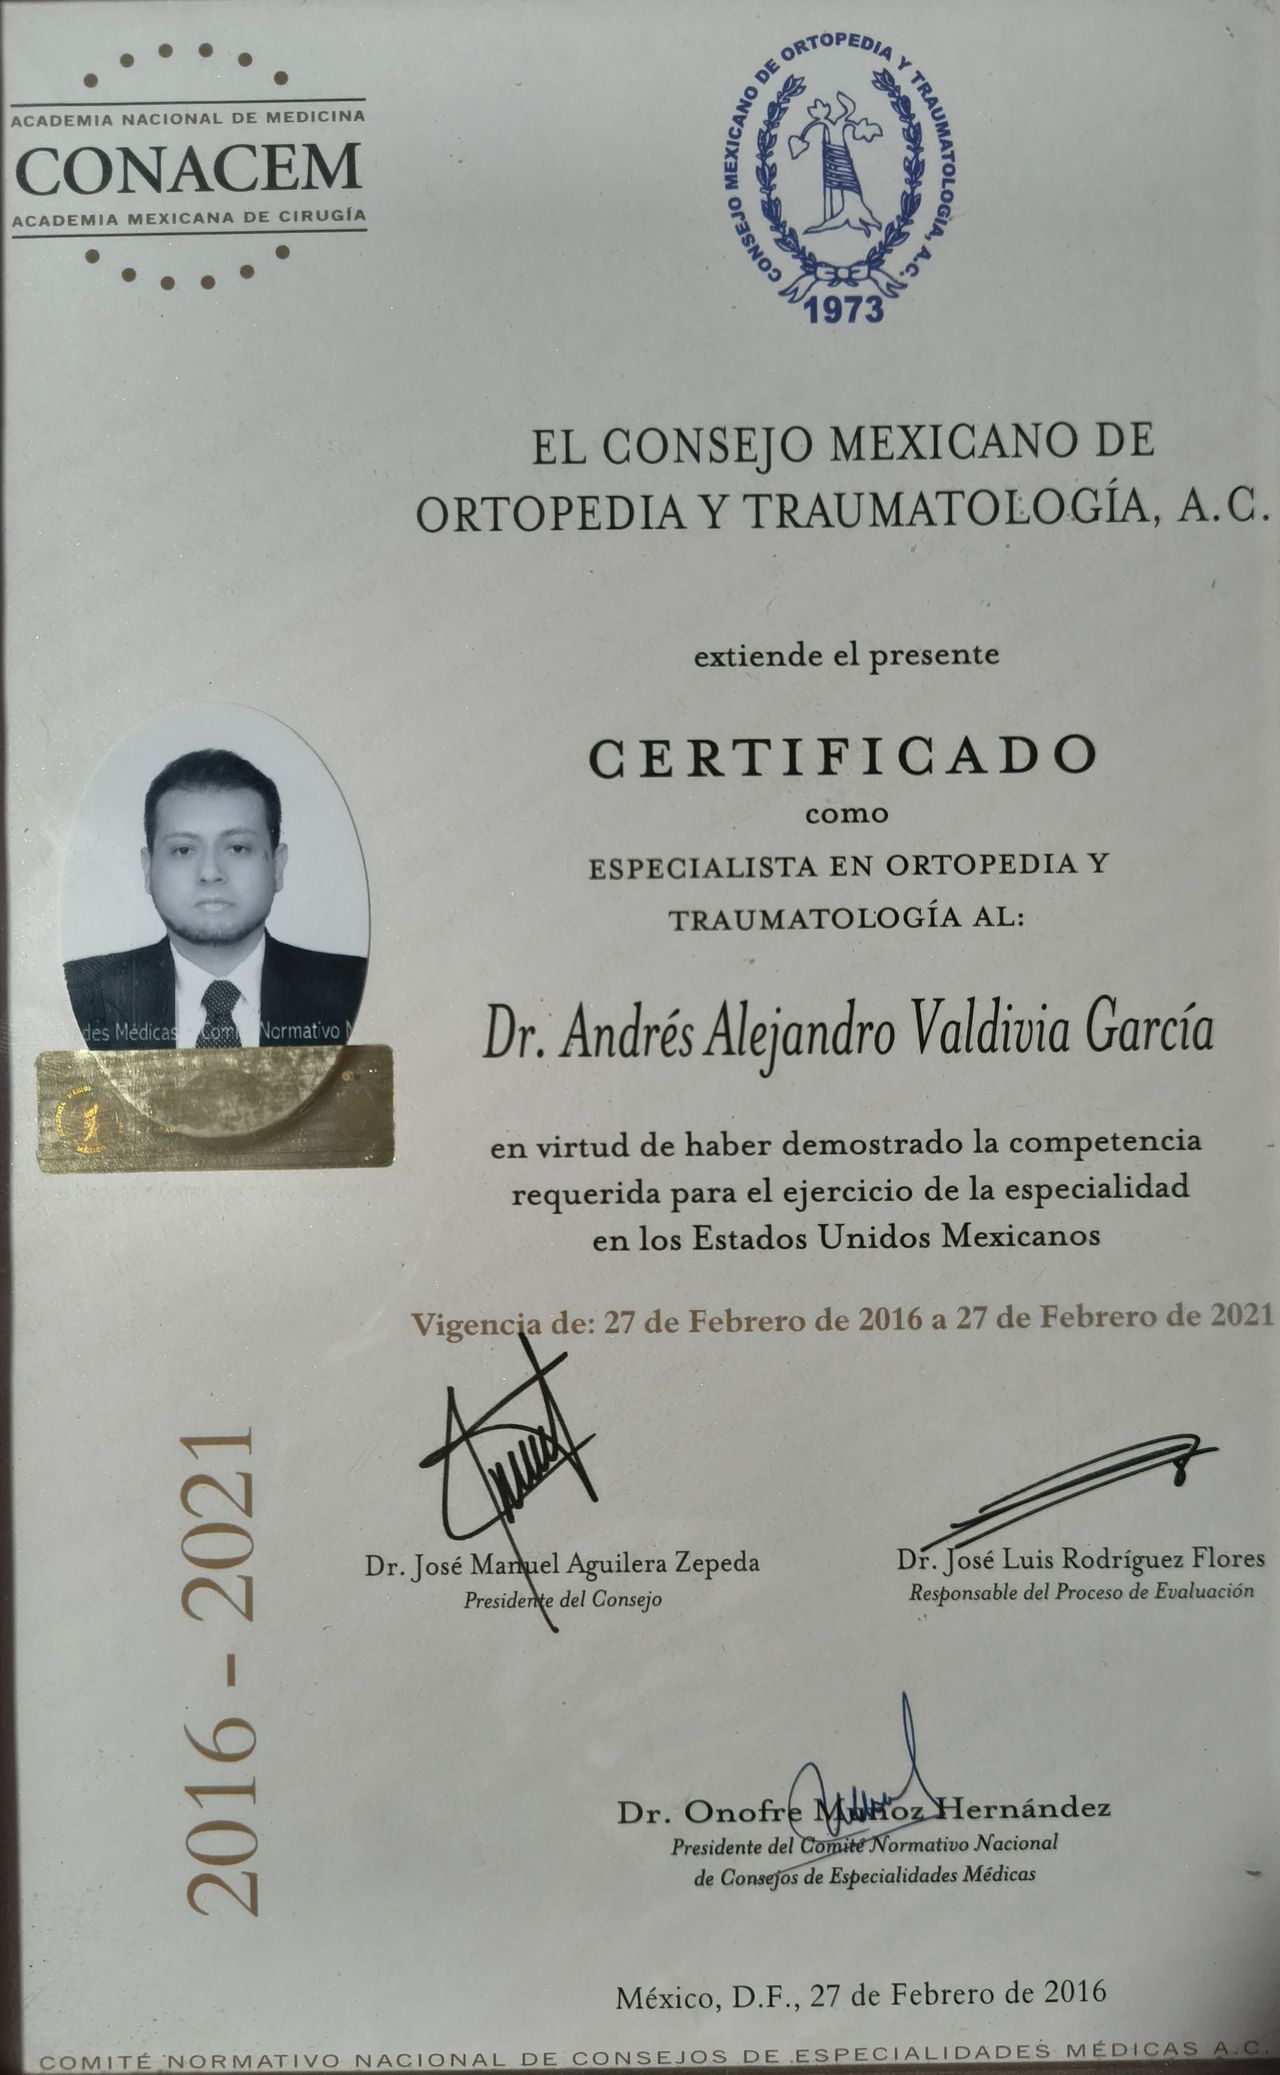 ACADEMIA NACIONAL DE MEDICINA
CONACEM
ACADEMIA MEXICANA DE CIRUGÍA
CONSEJO MEXICANO DE ORTOPEDIA Y TRAUMATOLOGIA, A.C.
1973
EL CONSEJO MEXICANO DE
ORTOPEDIA Y TRAUMATOLOGÍA, A.C.
extiende el presente
CERTIFICADO
como
ESPECIALISTA EN ORTOPEDIA Y
TRAUMATOLOGÍA AL:
des Médicas • Comité Normativo N
Dr. Andrés Alejandro Valdivia García
en virtud de haber demostrado la competencia
requerida para el ejercicio de la especialidad
en los Estados Unidos Mexicanos
Vigencia de: 27 de Febrero de 2016 a 27 de Febrero de 2021
2016 - 2021
Dr. José Manuel Aguilera Zepeda
Presidente del Consejo
Dr. José Luis Rodríguez Flores
Responsable del Proceso de Evaluación
Dr. Onofre Muñoz Hernández
Presidente del Comité Normativo Nacional
de Consejos de Especialidades Médicas
México, D.F., 27 de Febrero de 2016
COMITÉ NORMATIVO NACIONAL DE CONSEJOS DE ESPECIALIDADES MÉDICAS A.C.